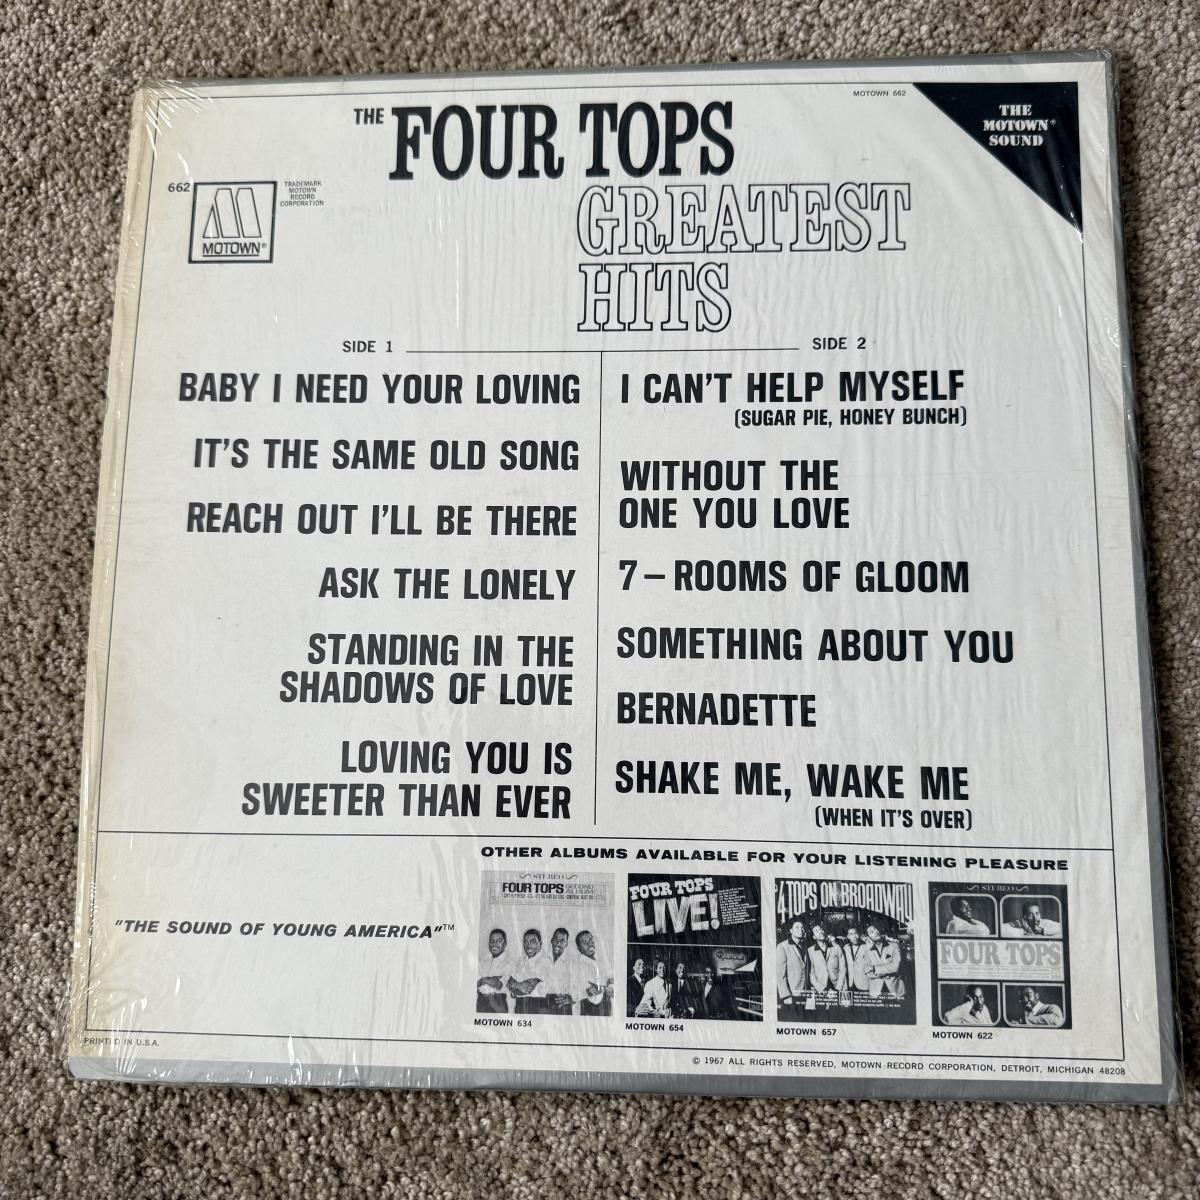 MOTOWN 662
THE
MOTOWN®
SOUND
THE FOUR TOPS
GREATEST
HITS
662
MOTOWN®
TRADEMARK
MOTOWN
RECORD
CORPORATION
SIDE 1
BABY I NEED YOUR LOVING
IT'S THE SAME OLD SONG
REACH OUT I'LL BE THERE
ASK THE LONELY
STANDING IN THE
SHADOWS OF LOVE
LOVING YOU IS
SWEETER THAN EVER
SIDE 2
I CAN'T HELP MYSELF
(SUGAR PIE, HONEY BUNCH)
WITHOUT THE
ONE YOU LOVE
7 – ROOMS OF GLOOM
SOMETHING ABOUT YOU
BERNADETTE
SHAKE ME, WAKE ME
(WHEN IT'S OVER)
OTHER ALBUMS AVAILABLE FOR YOUR LISTENING PLEASURE
"THE SOUND OF YOUNG AMERICA"™
STEREO
FOUR TOPS SECOND
ALBUM
MOTOWN 634
FOUR TOPS
LIVE!
MOTOWN 654
4 TOPS ON BROADWAY
MOTOWN 657
STEREO
FOUR TOPS
MOTOWN 622
PRINTED IN U.S.A.
© 1967 ALL RIGHTS RESERVED, MOTOWN RECORD CORPORATION, DETROIT, MICHIGAN 48208